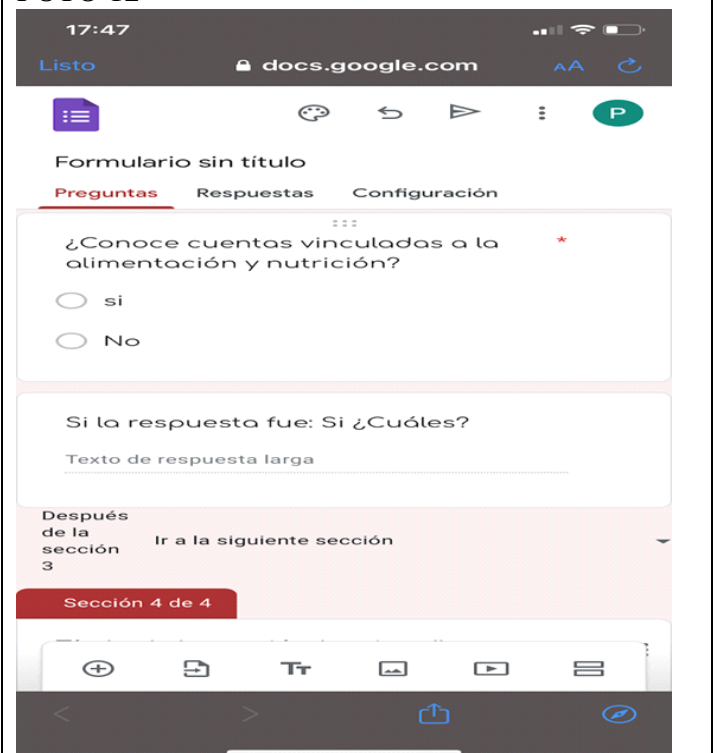 17:47
Listo docs.google.com AA
P
Formulario sin título
Preguntas Respuestas Configuración
¿Conoce cuentas vinculadas a la *
alimentación y nutrición?
si
No
Si la respuesta fue: Si ¿Cuáles?
Texto de respuesta larga
Después
de la
sección
3
Ir a la siguiente sección
Sección 4 de 4
Tт